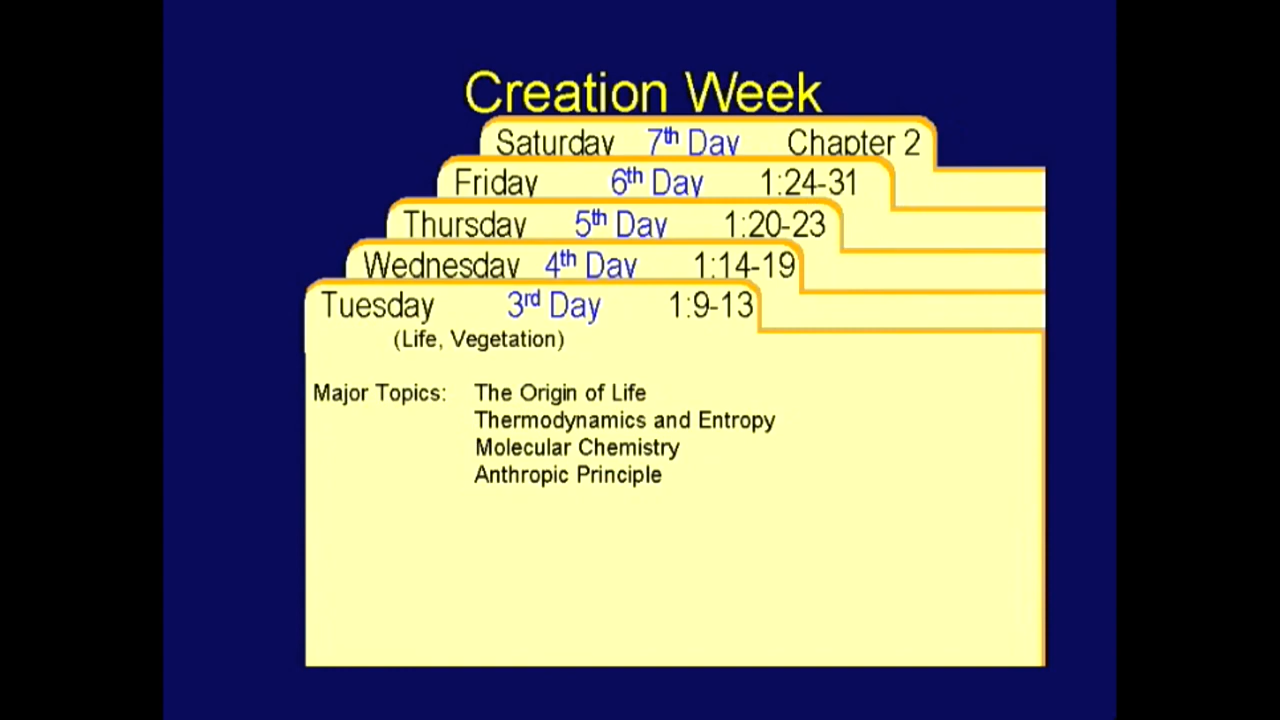 Creation Week
Saturday 7th Day Chapter 2
Friday 6th Day 1:24-31
Thursday 5th Day 1:20-23
Wednesday 4th Day 1:14-19
Tuesday 3rd Day 1:9-13
(Life, Vegetation)
Major Topics: The Origin of Life
Thermodynamics and Entropy
Molecular Chemistry
Anthropic Principle